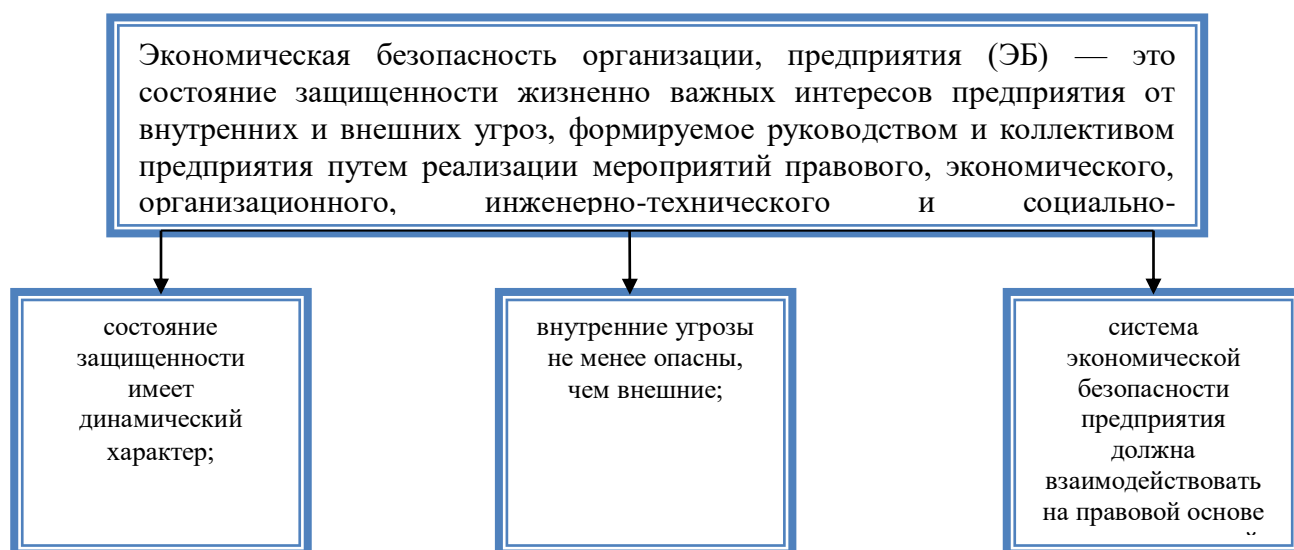 Экономическая безопасность организации, предприятия (ЭБ) — это
состояние защищенности жизненно важных интересов предприятия от
внутренних и внешних угроз, формируемое руководством и коллективом
предприятия путем реализации мероприятий правового, экономического,
организационного, инженерно-технического и социально-
состояние
защищенности
имеет
динамический
характер;
внутренние угрозы
не менее опасны,
чем внешние;
система
экономической
безопасности
предприятия
должна
взаимодействовать
на правовой основе